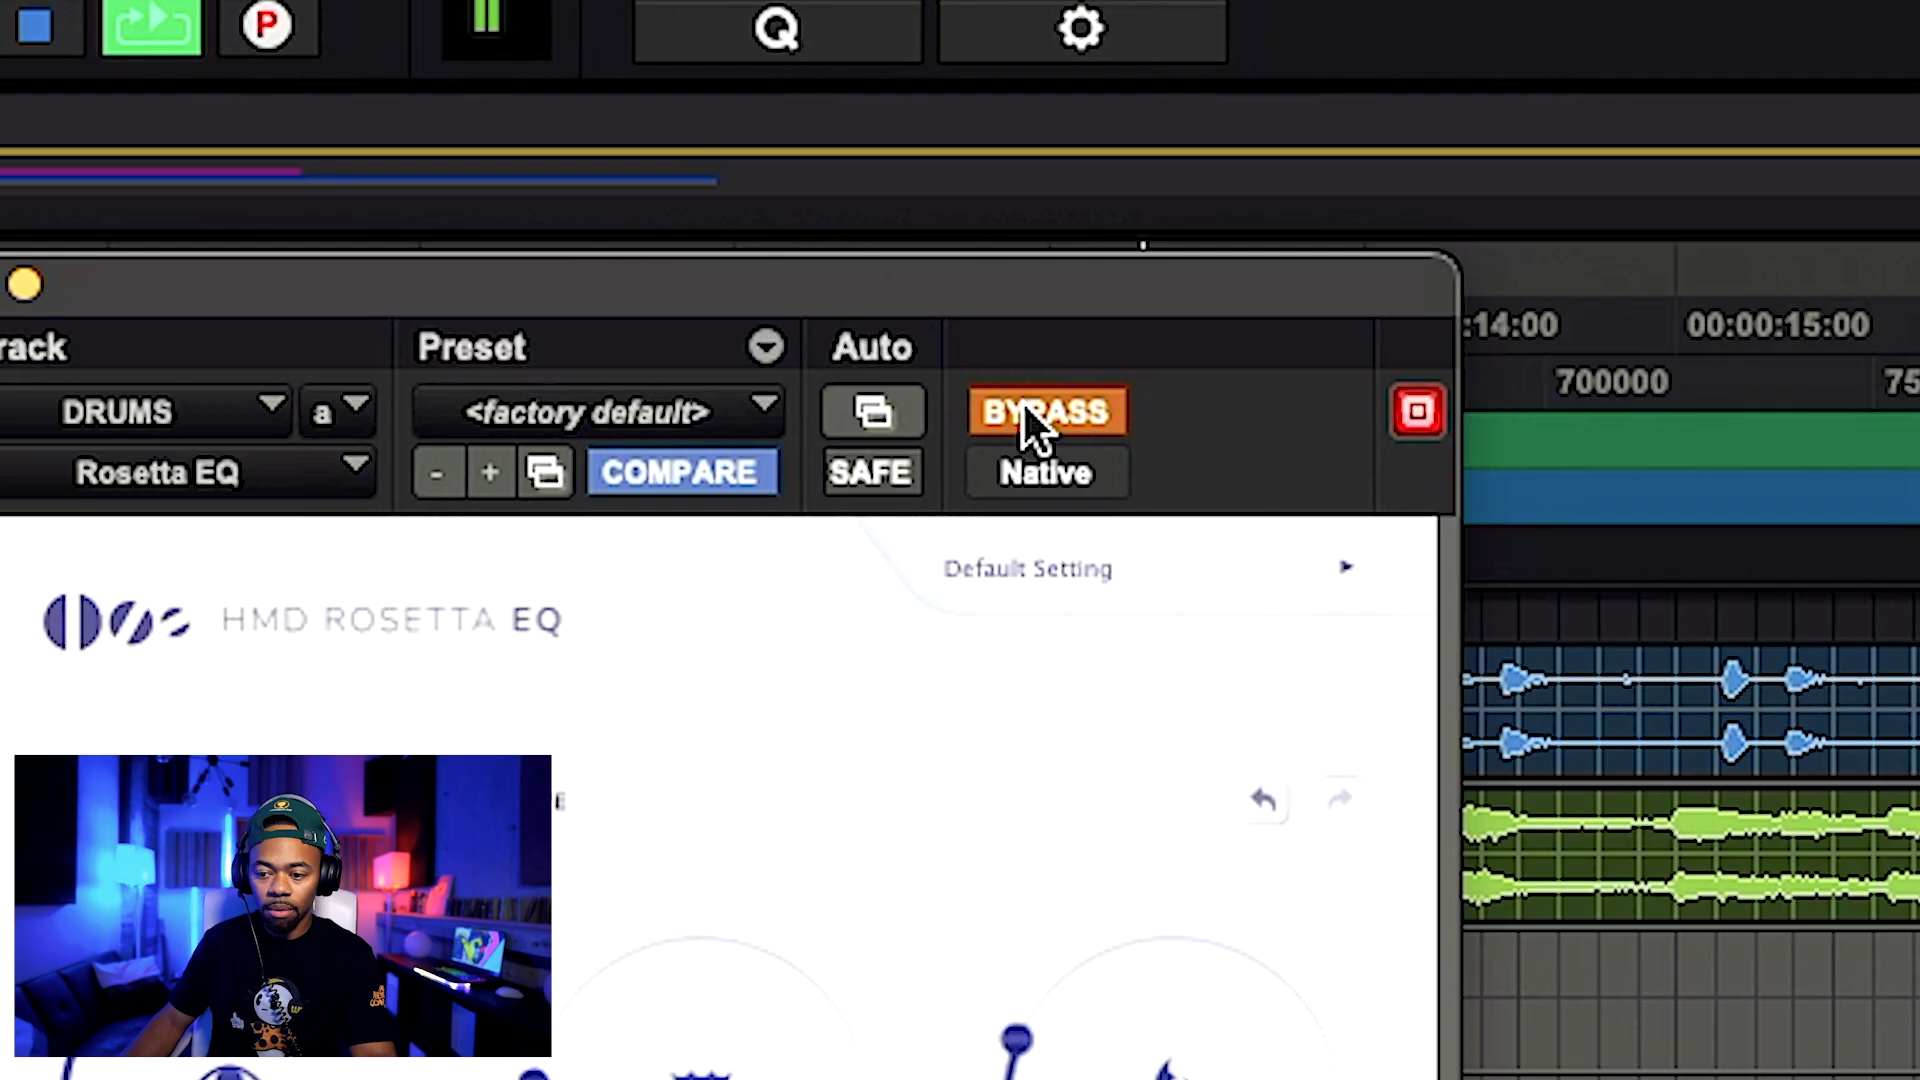 P
Q
rack
Preset
Auto
:14:00
00:00:15:00
DRUMS
a
<factory default>
BYPASS
700000
75
Rosetta EQ
-
+
COMPARE
SAFE
Native
Default Setting
HMD ROSETTA EQ
E